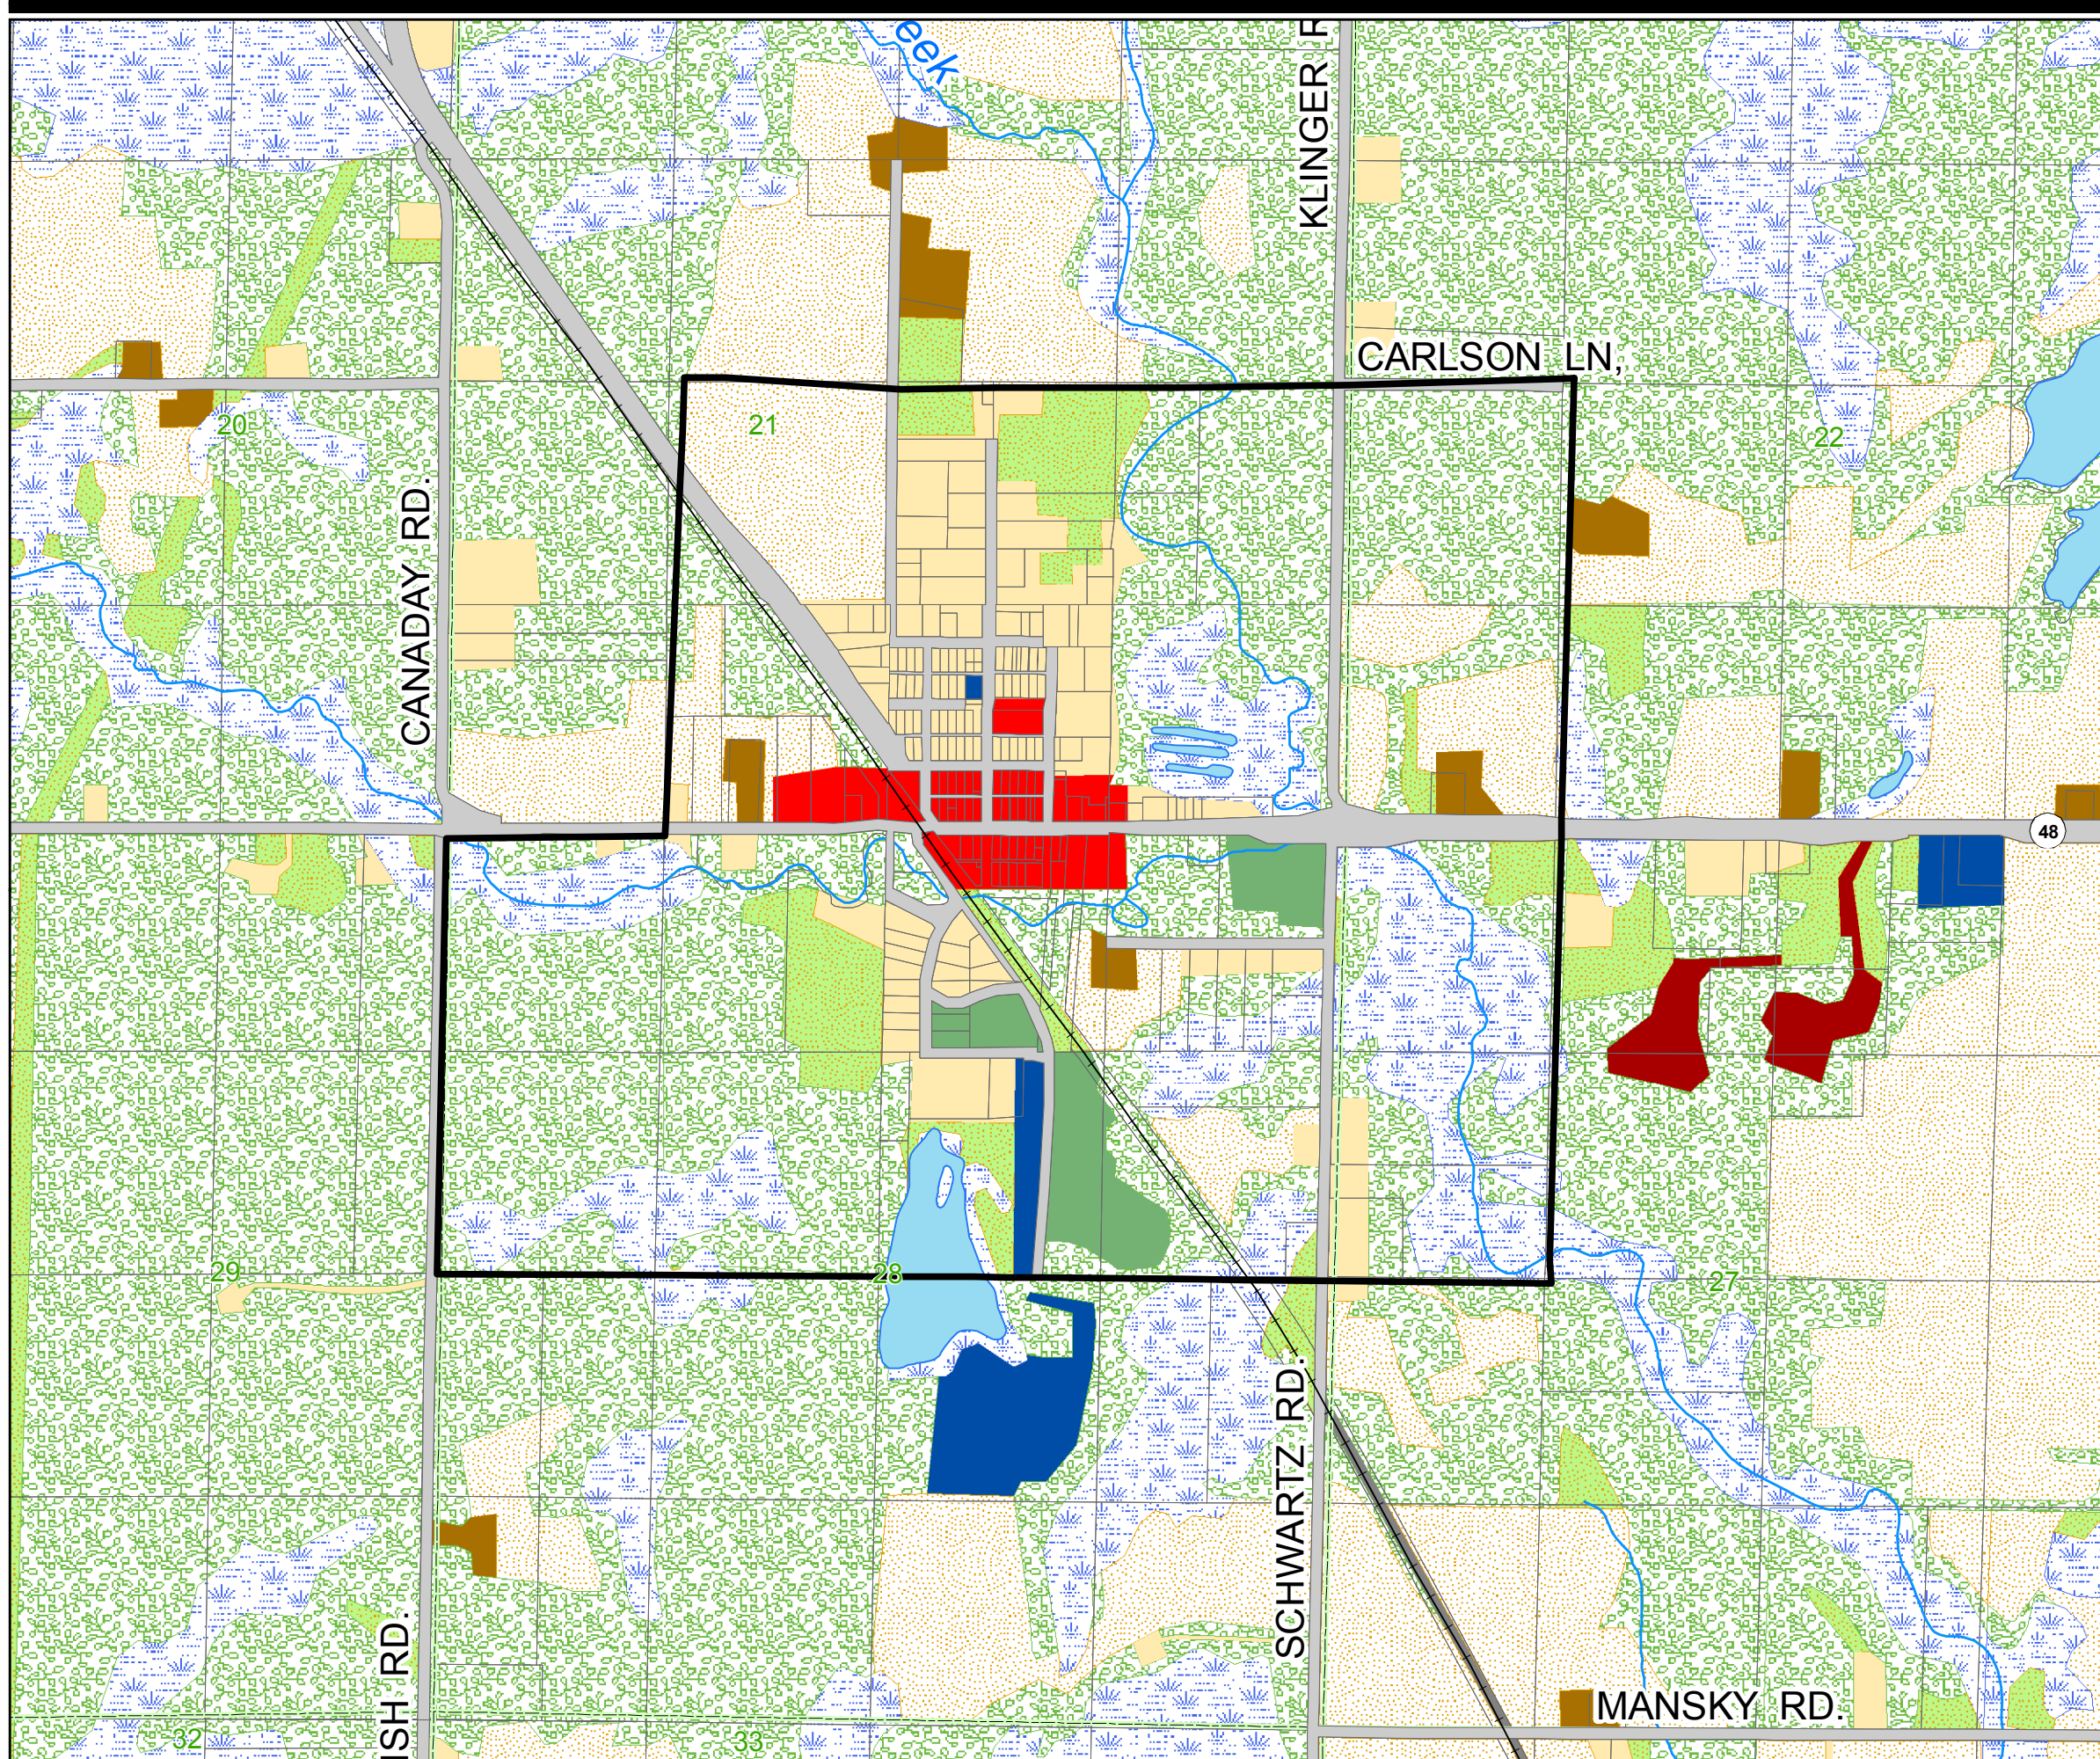 eek
KLINGER R
CARLSON LN,
20
21
22
CANADAY RD.
48
29
28
27
SCHWARTZ RD.
ISH RD.
MANSKY RD.
32
33